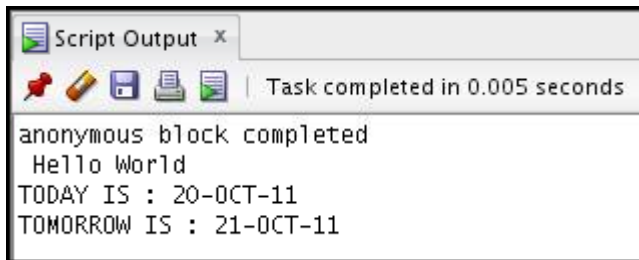 Script Output x
Task completed in 0.005 seconds
anonymous block completed
Hello World
TODAY IS : 20-OCT-11
TOMORROW IS : 21-OCT-11